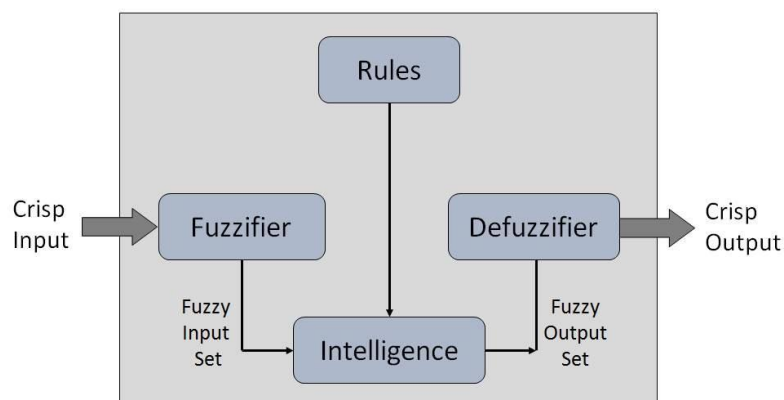 Rules
Crisp
Input
Fuzzifier
Defuzzifier
Crisp
Output
Fuzzy
Input
Set
Intelligence
Fuzzy
Output
Set